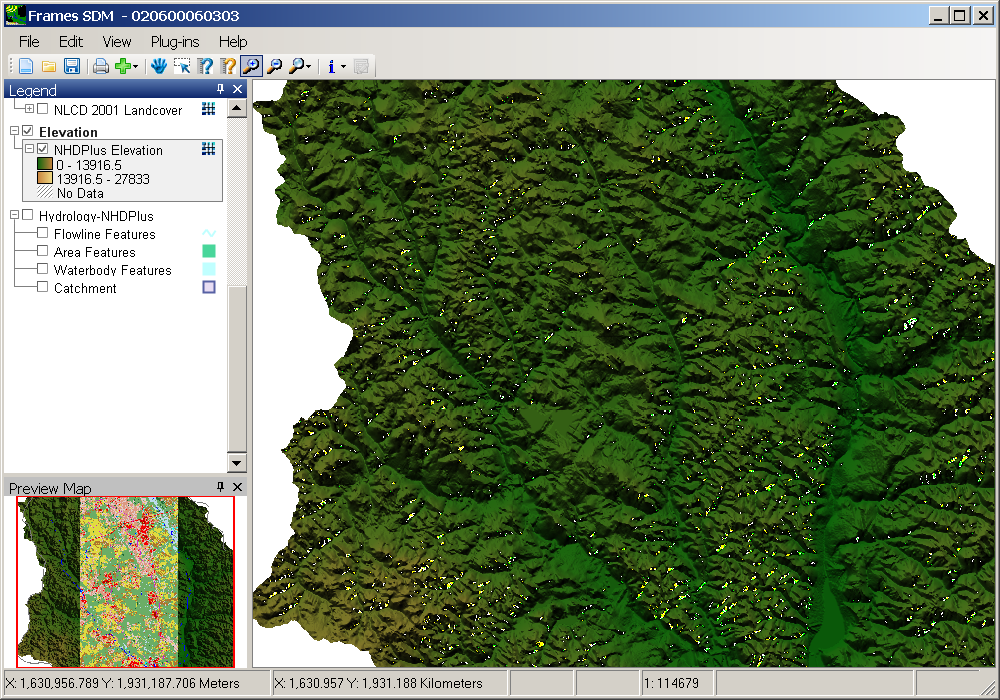 Frames SDM - 020600060303
File Edit View Plug-ins Help
Legend
NLCD 2001 Landcover
Elevation
NHDPlus Elevation
0 - 13916.5
13916.5 - 27833
No Data
Hydrology-NHDPlus
Flowline Features
Area Features
Waterbody Features
Catchment
Preview Map
X: 1,630,956.789 Y: 1,931,187.706 Meters X: 1,630.957 Y: 1,931.188 Kilometers 1: 114679